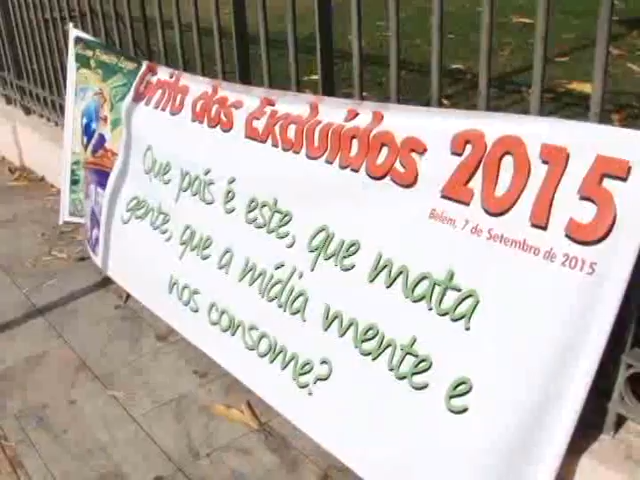 Grito dos Excluídos 2015
Belem, 7 de Setembro de 2015
Que país é este, que mata
gente, que a mídia mente e
nos consome?